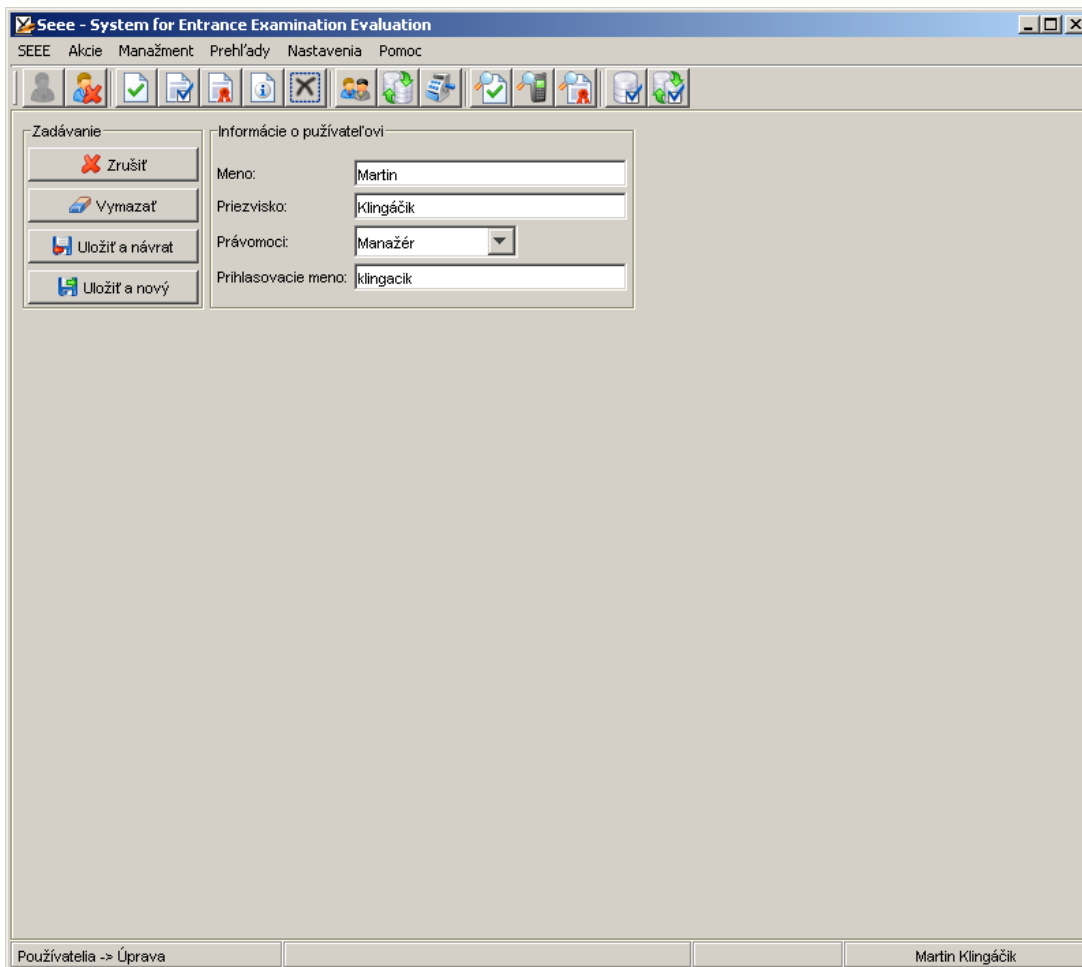 Seee - System for Entrance Examination Evaluation
SEEE Akcie Manažment Prehľady Nastavenia Pomoc
Zadávanie
Zrušiť
Vymazať
Uložiť a návrat
Uložiť a nový
Informácie o pužívateľovi
Meno: Martin
Priezvisko: Klingáčik
Právomoci: Manažér
Prihlasovacie meno: klingacik
Používatelia -> Úprava
Martin Klingáčik